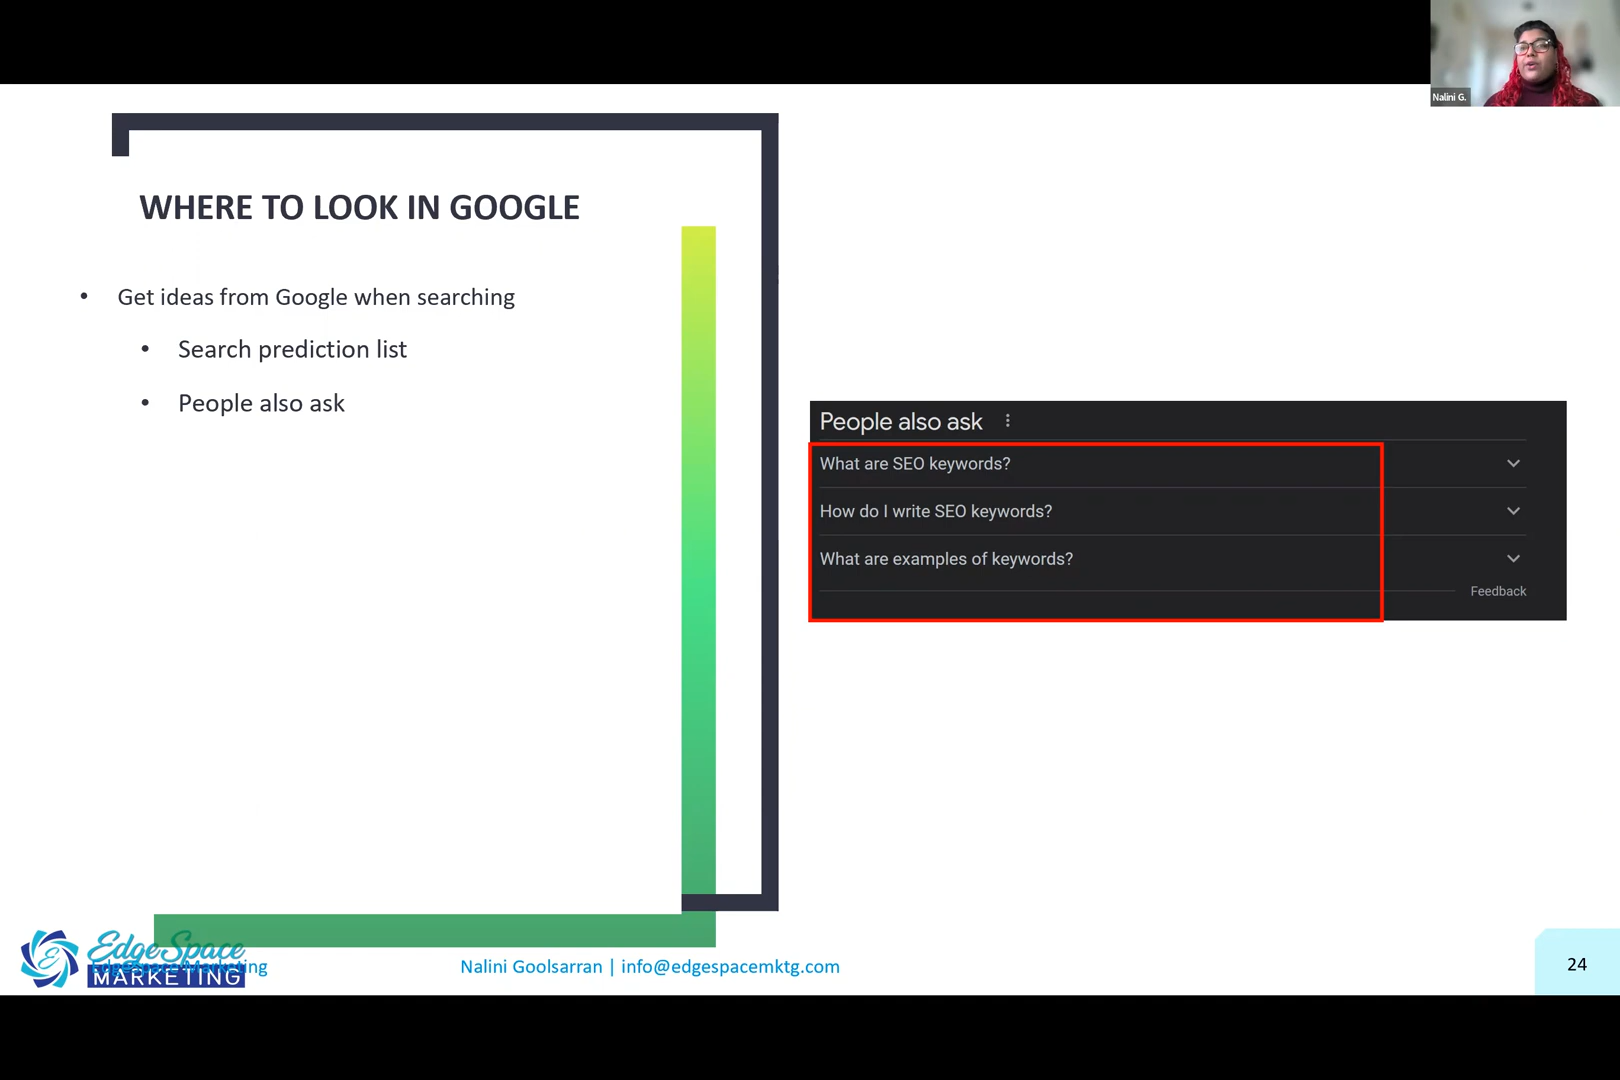 Nalini G.
WHERE TO LOOK IN GOOGLE
• Get ideas from Google when searching
• Search prediction list
• People also ask
People also ask
What are SEO keywords?
How do I write SEO keywords?
What are examples of keywords?
Feedback
EdgeSpace
MARKETING
EdgeSpace Marketing
Nalini Goolsarran | info@edgespacemktg.com
24